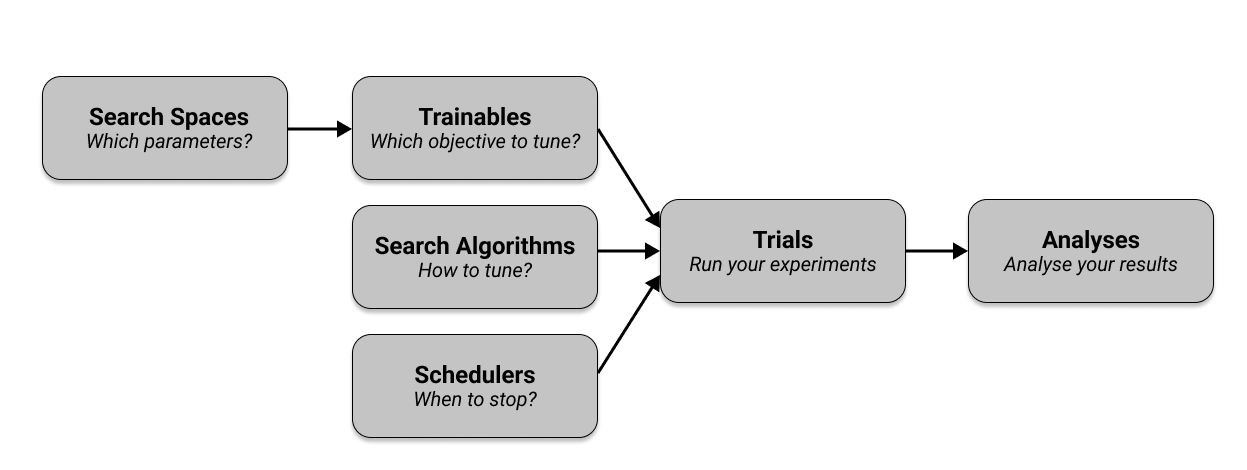 Search Spaces
Which parameters?
Trainables
Which objective to tune?
Search Algorithms
How to tune?
Schedulers
When to stop?
Trials
Run your experiments
Analyses
Analyse your results